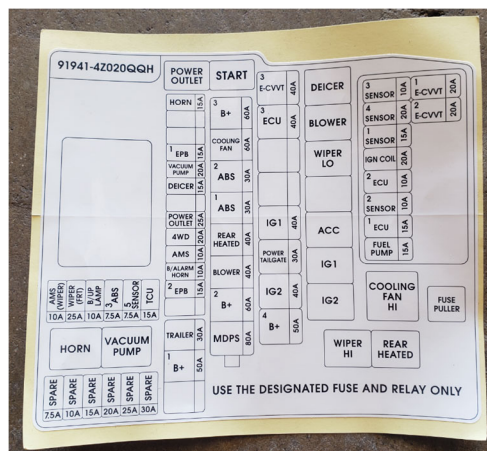 91941-4Z020QQH
POWER OUTLET
START
HORN 15A
1 EPB 15A
VACUUM PUMP 20A
DEICER 15A
POWER OUTLET 25A
4WD 20A
AMS 10A
B/ALARM HORN 10A
2 EPB 15A
TRAILER 30A
1 B+ 50A
3 B+ 60A
COOLING FAN 60A
2 ABS 30A
1 ABS 30A
REAR HEATED 40A
BLOWER 40A
2 B+ 60A
MDPS 80A
3 E-CVVT 40A
3 ECU 40A
IG1 40A
POWER TAILGATE 30A
IG2 40A
4 B+ 50A
DEICER
BLOWER
WIPER LO
ACC
IG1
IG2
3 SENSOR 10A
4 SENSOR 20A
1 SENSOR 15A
IGN COIL 20A
2 ECU 10A
2 SENSOR 10A
1 ECU 15A
FUEL PUMP 15A
1 E-CVVT 20A
2 E-CVVT 20A
COOLING FAN HI
FUSE PULLER
WIPER HI
REAR HEATED
AMS (WIPER) 10A
WIPER (FRT) 25A
B/UP LAMP 10A
3 ABS 7.5A
5 SENSOR 7.5A
TCU 15A
HORN
VACUUM PUMP
SPARE 7.5A
SPARE 10A
SPARE 15A
SPARE 20A
SPARE 25A
SPARE 30A
USE THE DESIGNATED FUSE AND RELAY ONLY